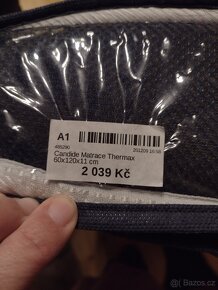 A1
Candide Matrace Thermax
60x120x11 cm
2 039 Kč
Bazos.cz